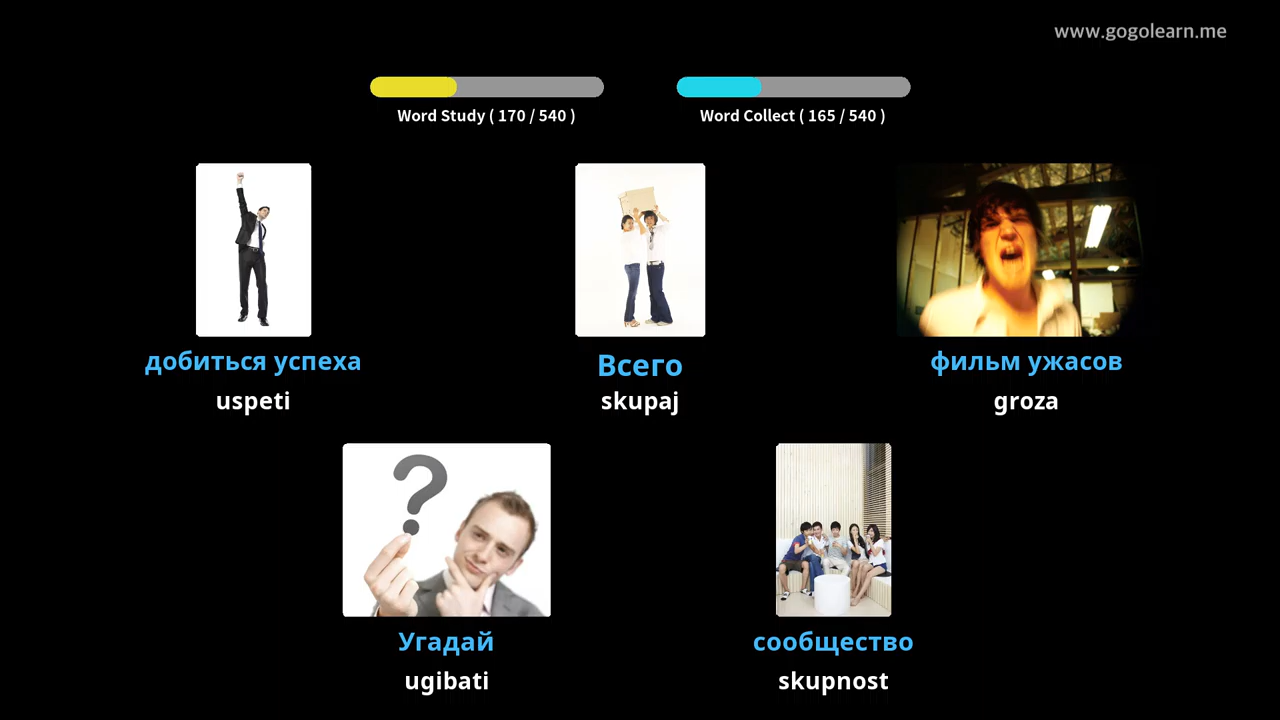 www.gogolearn.me
Word Study ( 170 / 540 )
Word Collect ( 165 / 540 )
добиться успеха
Всего
фильм ужасов
uspeti
skupaj
groza
Угадай
сообщество
ugibati
skupnost